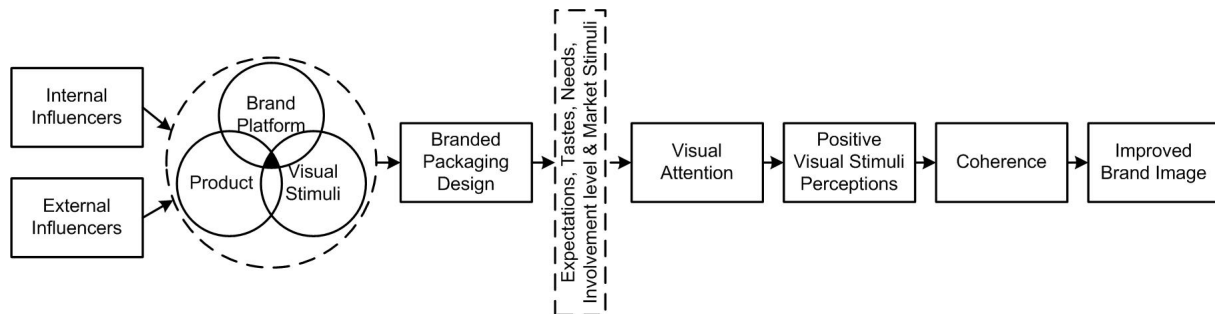 Internal
Influencers
External
Influencers
Brand
Platform
Product
Visual
Stimuli
Branded
Packaging
Design
Expectations, Tastes, Needs,
Involvement level & Market Stimuli
Visual
Attention
Positive
Visual Stimuli
Perceptions
Coherence
Improved
Brand Image